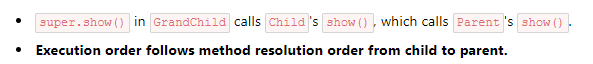 • super.show() in GrandChild calls Child's show(), which calls Parent's show().
• Execution order follows method resolution order from child to parent.